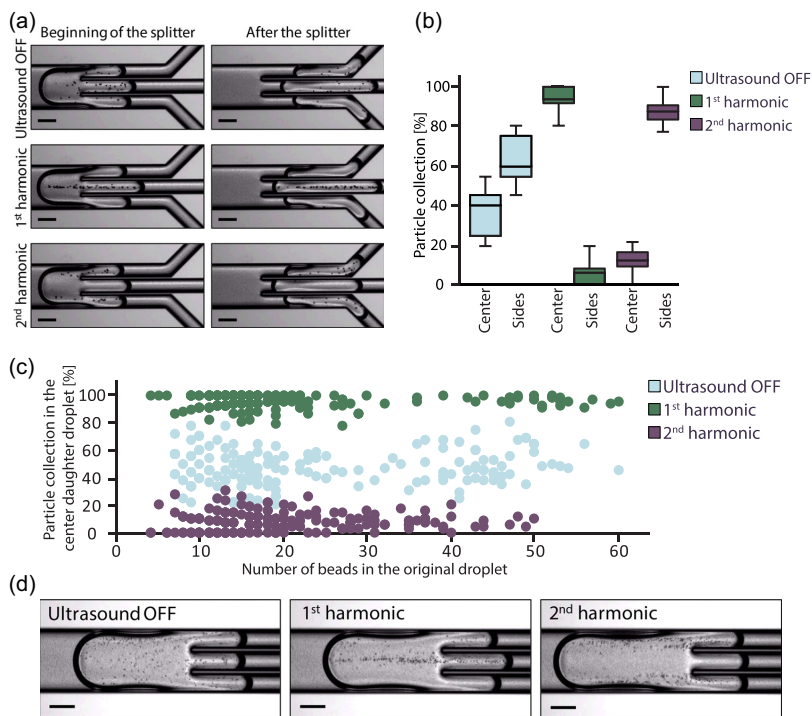 (a)
Beginning of the splitter
After the splitter
Ultrasound OFF
1st harmonic
2nd harmonic
(b)
Particle collection [%]
100
80
60
40
20
0
Center
Sides
Center
Sides
Center
Sides
Ultrasound OFF
1st harmonic
2nd harmonic
(c)
Particle collection in the
center daughter droplet [%]
100
80
60
40
20
0
0 10 20 30 40 50 60
Number of beads in the original droplet
Ultrasound OFF
1st harmonic
2nd harmonic
(d)
Ultrasound OFF
1st harmonic
2nd harmonic